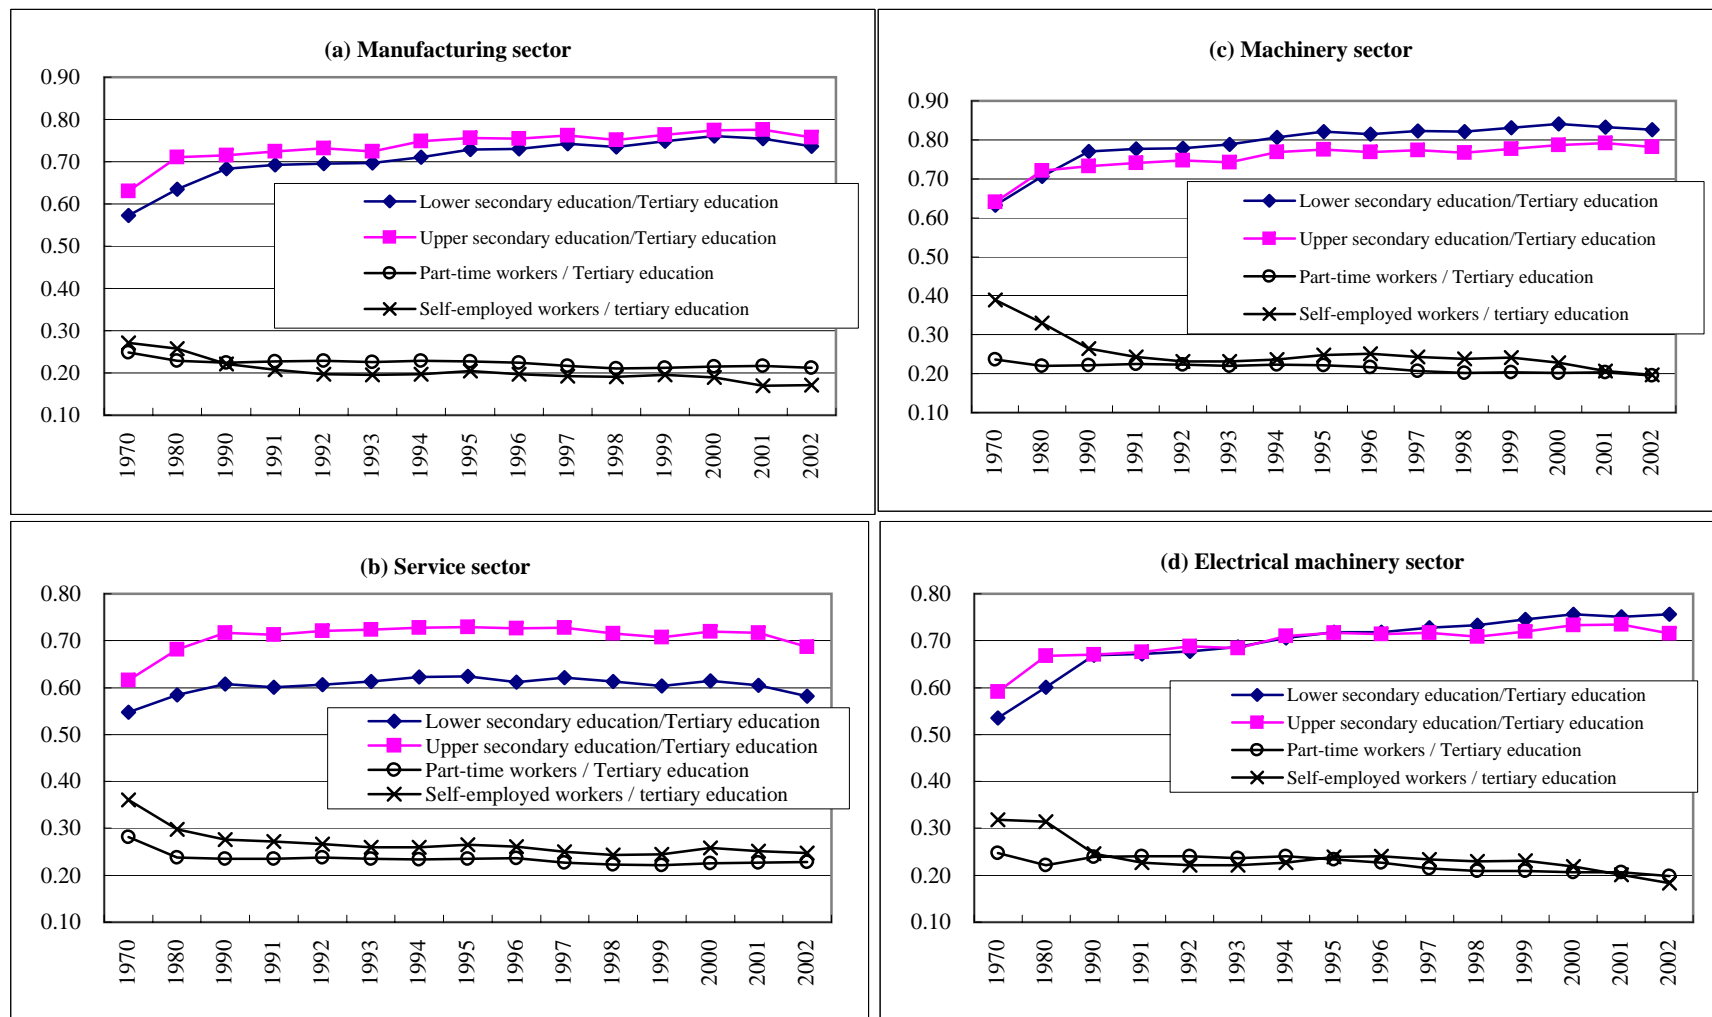 (a) Manufacturing sector
0.90
0.80
0.70
0.60
0.50
0.40
0.30
0.20
0.10
Lower secondary education/Tertiary education
Upper secondary education/Tertiary education
Part-time workers / Tertiary education
Self-employed workers / tertiary education
1970 1980 1990 1991 1992 1993 1994 1995 1996 1997 1998 1999 2000 2001 2002
(c) Machinery sector
0.90
0.80
0.70
0.60
0.50
0.40
0.30
0.20
0.10
Lower secondary education/Tertiary education
Upper secondary education/Tertiary education
Part-time workers / Tertiary education
Self-employed workers / tertiary education
1970 1980 1990 1991 1992 1993 1994 1995 1996 1997 1998 1999 2000 2001 2002
(b) Service sector
0.80
0.70
0.60
0.50
0.40
0.30
0.20
0.10
Lower secondary education/Tertiary education
Upper secondary education/Tertiary education
Part-time workers / Tertiary education
Self-employed workers / tertiary education
1970 1980 1990 1991 1992 1993 1994 1995 1996 1997 1998 1999 2000 2001 2002
(d) Electrical machinery sector
0.80
0.70
0.60
0.50
0.40
0.30
0.20
0.10
Lower secondary education/Tertiary education
Upper secondary education/Tertiary education
Part-time workers / Tertiary education
Self-employed workers / tertiary education
1970 1980 1990 1991 1992 1993 1994 1995 1996 1997 1998 1999 2000 2001 2002